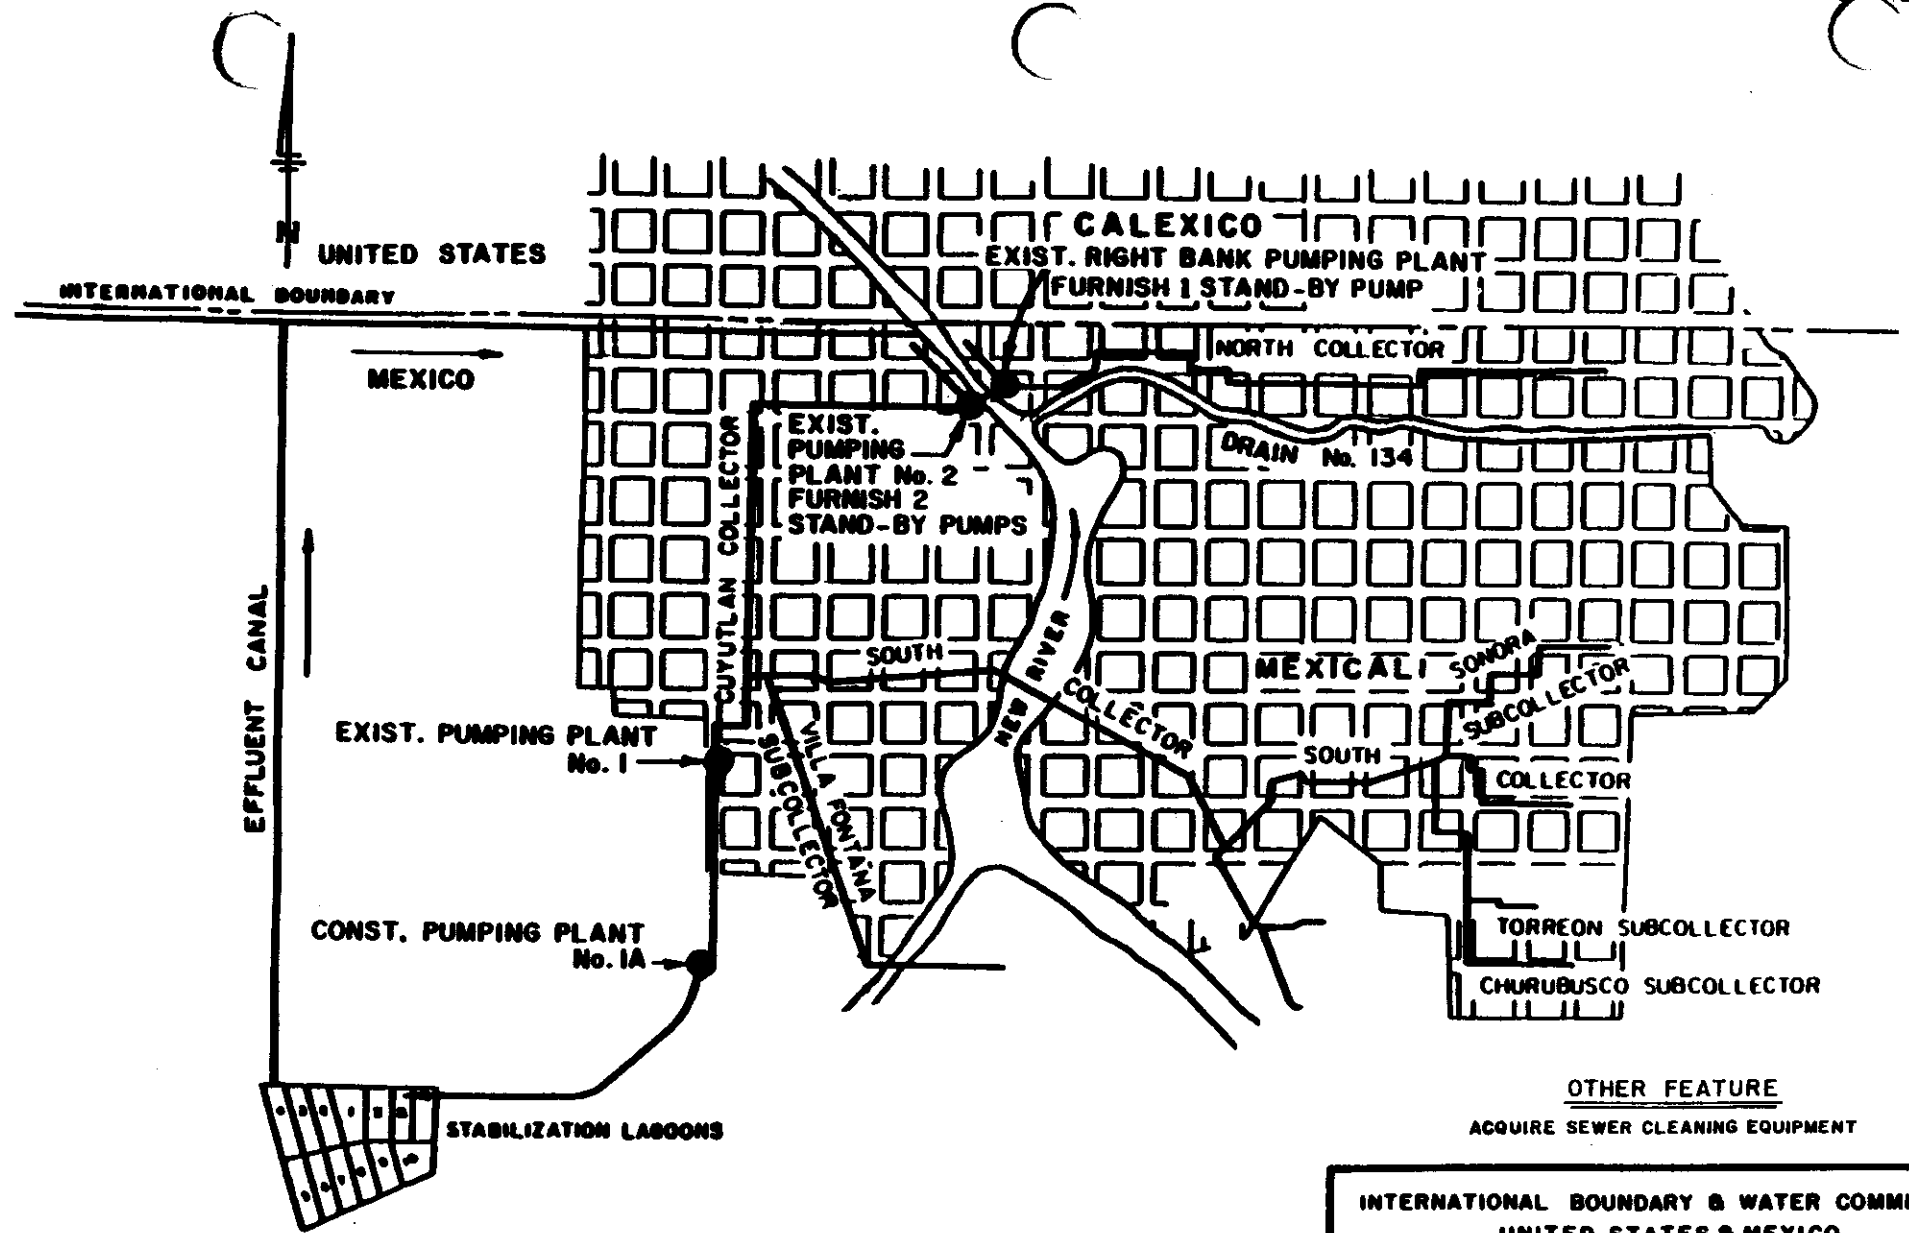 N
UNITED STATES
INTERNATIONAL BOUNDARY
MEXICO
CALEXICO
EXIST. RIGHT BANK PUMPING PLANT
FURNISH 1 STAND-BY PUMP
NORTH COLLECTOR
DRAIN No. 134
EXIST.
PUMPING
PLANT No. 2
FURNISH 2
STAND-BY PUMPS
CUYUTLAN COLLECTOR
EFFLUENT CANAL
SOUTH
COLLECTOR
NEW RIVER
MEXICALI
SONORA
SUBCOLLECTOR
SOUTH
COLLECTOR
EXIST. PUMPING PLANT
No. 1
VILLA FONTANA
SUBCOLLECTOR
CONST. PUMPING PLANT
No. 1A
TORREON SUBCOLLECTOR
CHURUBUSCO SUBCOLLECTOR
STABILIZATION LAGOONS
OTHER FEATURE
ACQUIRE SEWER CLEANING EQUIPMENT
INTERNATIONAL BOUNDARY & WATER COMMI
UNITED STATES & MEXICO